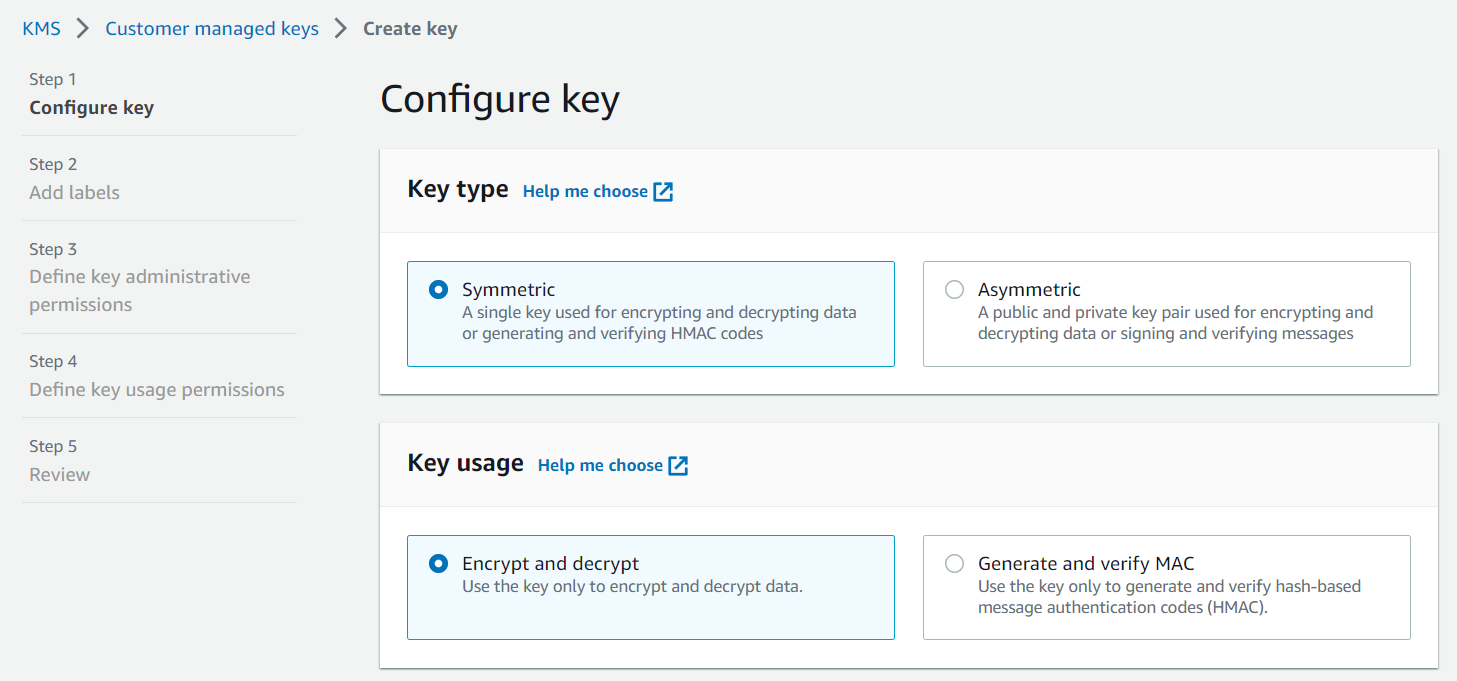 KMS > Customer managed keys > Create key
Step 1
Configure key
Step 2
Add labels
Step 3
Define key administrative
permissions
Step 4
Define key usage permissions
Step 5
Review
Configure key
Key type Help me choose
Symmetric
A single key used for encrypting and decrypting data
or generating and verifying HMAC codes
Asymmetric
A public and private key pair used for encrypting and
decrypting data or signing and verifying messages
Key usage Help me choose
Encrypt and decrypt
Use the key only to encrypt and decrypt data.
Generate and verify MAC
Use the key only to generate and verify hash-based
message authentication codes (HMAC).